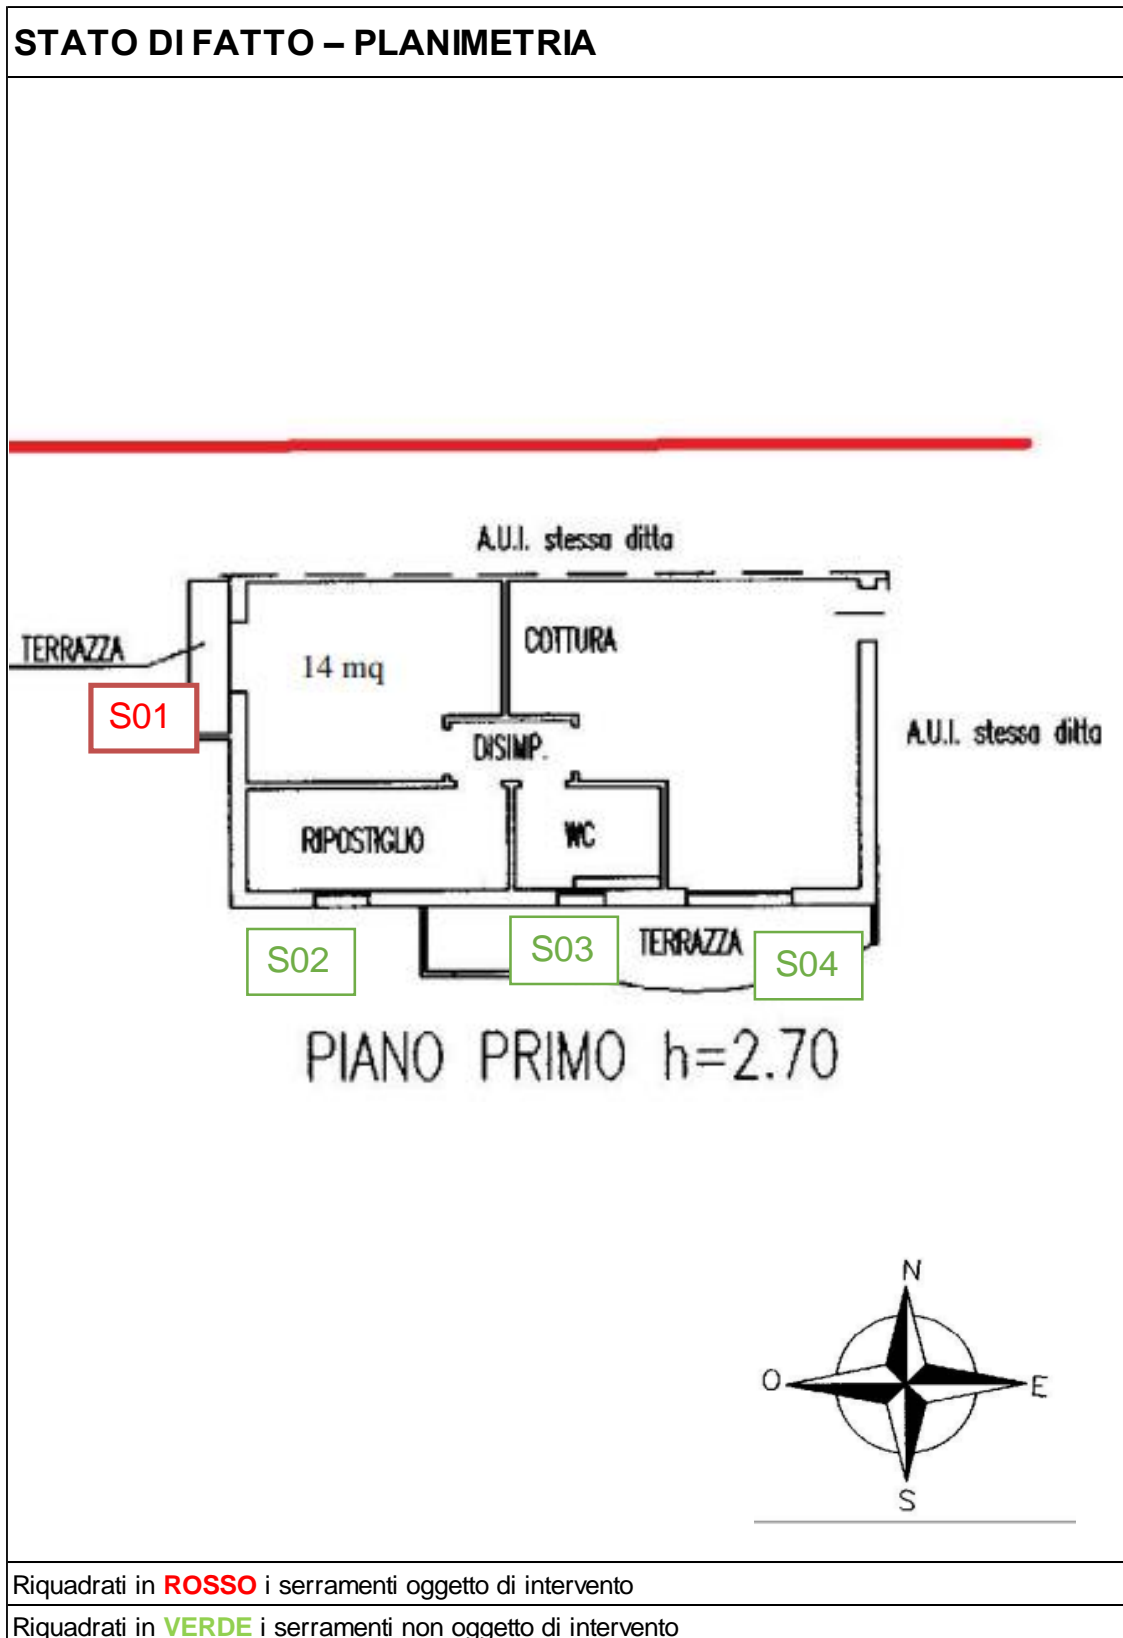 STATO DI FATTO – PLANIMETRIA
A.U.I. stessa ditta
TERRAZZA
14 mq
COTTURA
S01
DISIMP.
A.U.I. stessa ditta
RIPOSTIGLIO
WC
S02
S03
TERRAZZA
S04
PIANO PRIMO h=2.70
N
O
E
S
Riquadrati in ROSSO i serramenti oggetto di intervento
Riquadrati in VERDE i serramenti non oggetto di intervento